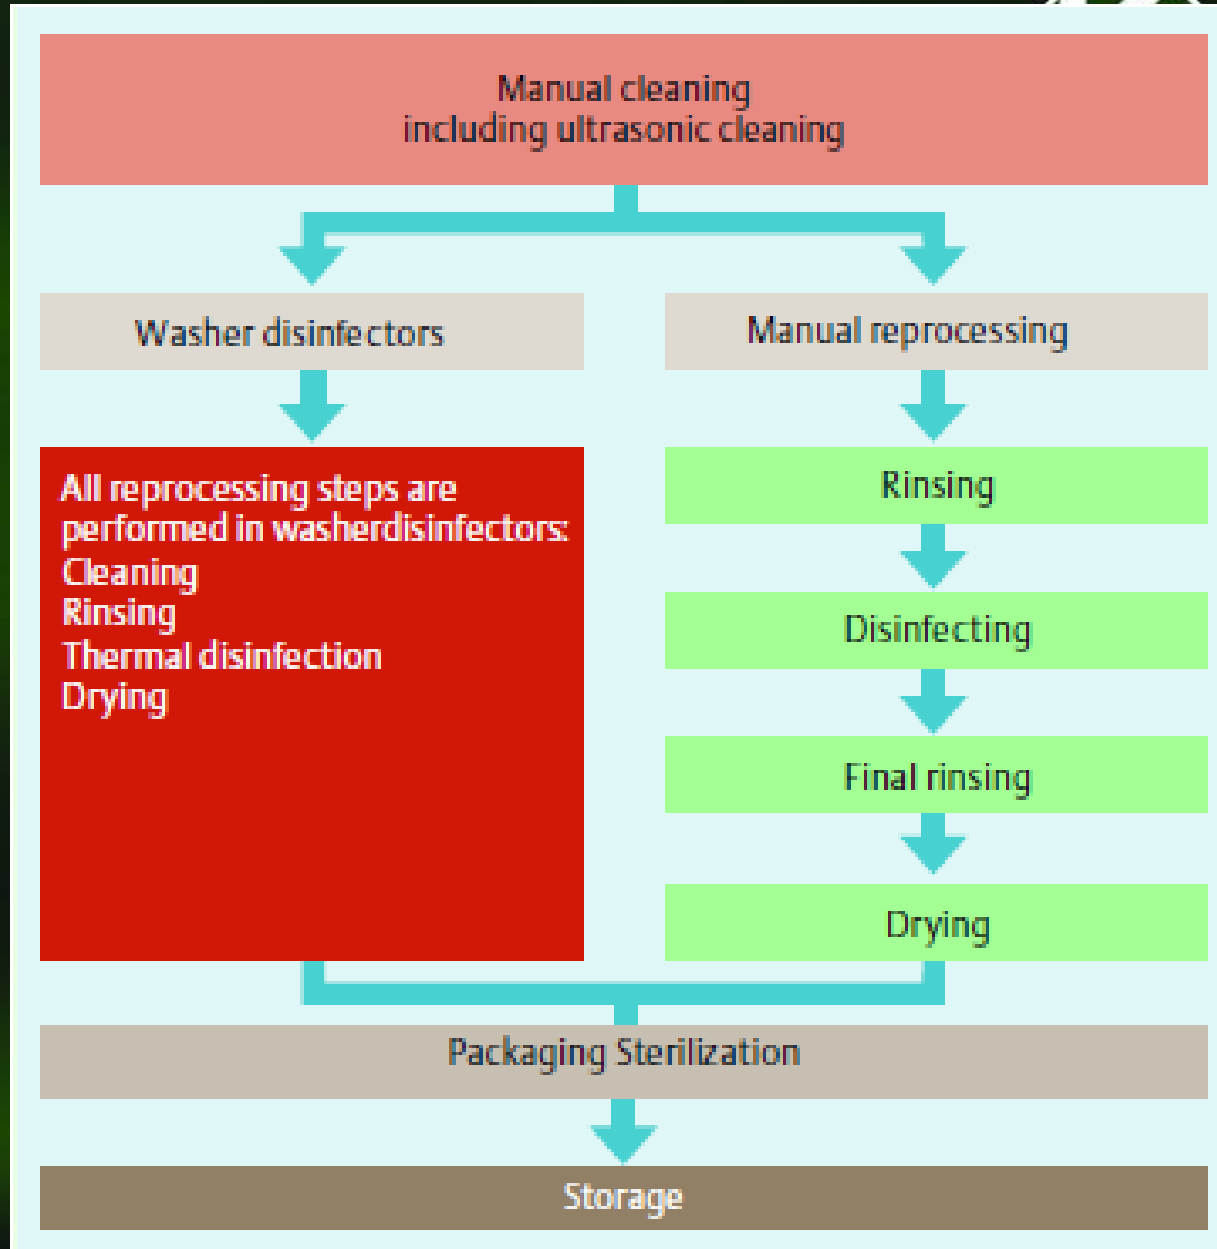 Manual cleaning
including ultrasonic cleaning
Washer disinfectors
Manual reprocessing
All reprocessing steps are
performed in washerdisinfectors:
Cleaning
Rinsing
Thermal disinfection
Drying
Rinsing
Disinfecting
Final rinsing
Drying
Packaging Sterilization
Storage